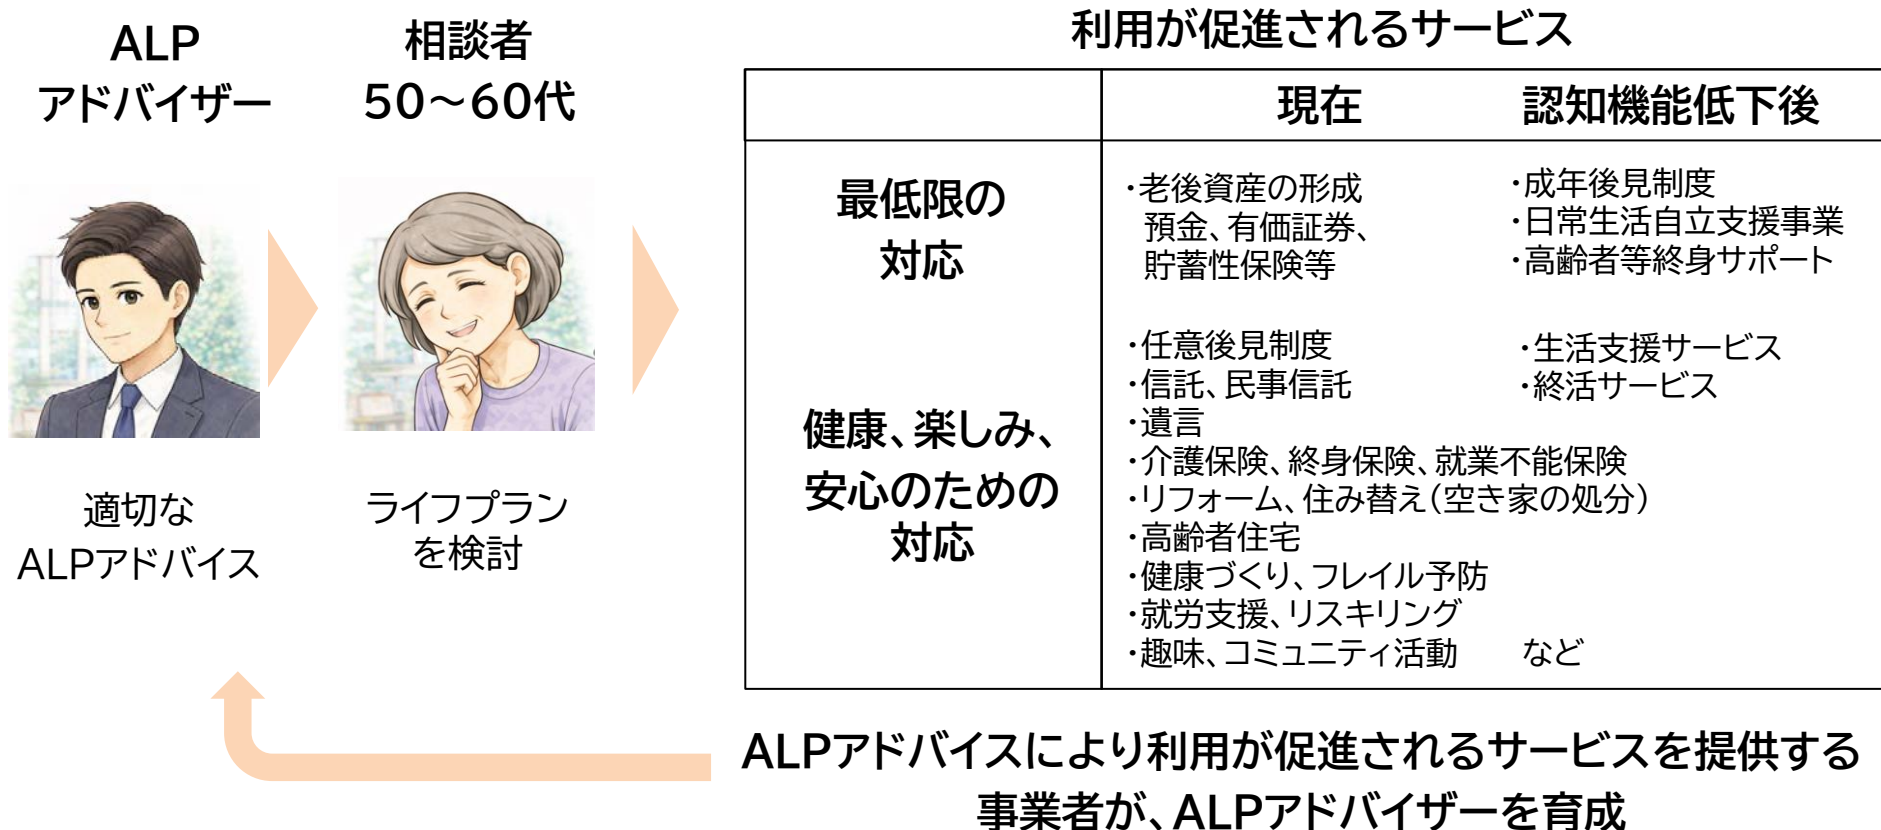 ALP
アドバイザー
適切な
ALPアドバイス
相談者
50~60代
ライフプラン
を検討
利用が促進されるサービス
現在 認知機能低下後
最低限の
対応
・老後資産の形成
預金、有価証券、
貯蓄性保険等
・成年後見制度
・日常生活自立支援事業
・高齢者等終身サポート
健康、楽しみ、
安心のための
対応
・任意後見制度
・信託、民事信託
・遺言
・介護保険、終身保険、就業不能保険
・リフォーム、住み替え(空き家の処分)
・高齢者住宅
・健康づくり、フレイル予防
・就労支援、リスキリング
・趣味、コミュニティ活動 など
・生活支援サービス
・終活サービス
ALPアドバイスにより利用が促進されるサービスを提供する
事業者が、ALPアドバイザーを育成